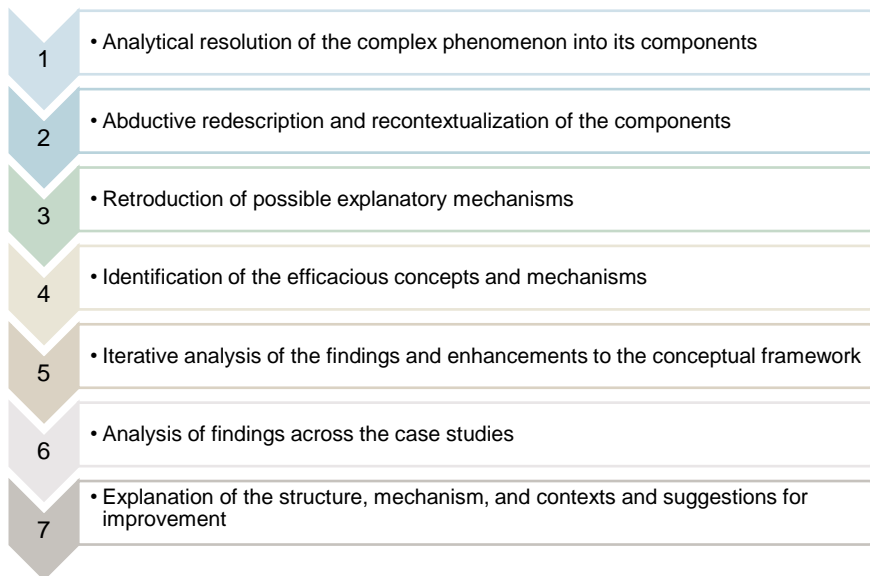 1
• Analytical resolution of the complex phenomenon into its components
2
• Abductive redescription and recontextualization of the components
3
• Retroduction of possible explanatory mechanisms
4
• Identification of the efficacious concepts and mechanisms
5
• Iterative analysis of the findings and enhancements to the conceptual framework
6
• Analysis of findings across the case studies
7
• Explanation of the structure, mechanism, and contexts and suggestions for
improvement